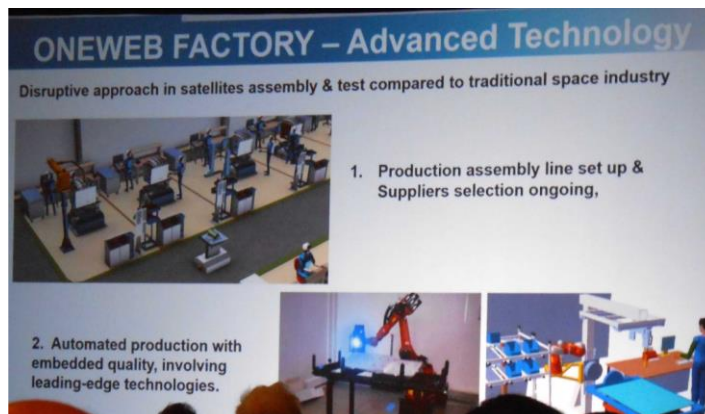 ONEWEB FACTORY – Advanced Technology
Disruptive approach in satellites assembly & test compared to traditional space industry
1. Production assembly line set up &
Suppliers selection ongoing,
2. Automated production with
embedded quality, involving
leading-edge technologies.